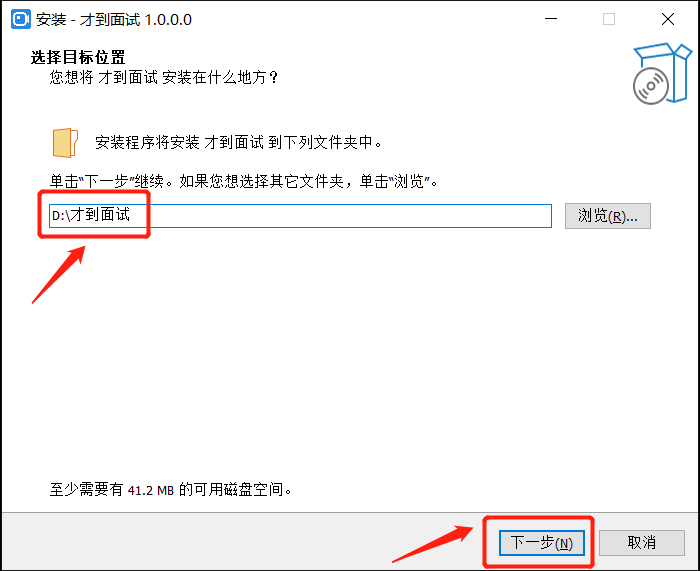 安装 - 才到面试 1.0.0.0
选择目标位置
您想将 才到面试 安装在什么地方？
安装程序将安装 才到面试 到下列文件夹中。
单击“下一步”继续。如果您想选择其它文件夹，单击“浏览”。
D:\才到面试
浏览(R)...
至少需要有 41.2 MB 的可用磁盘空间。
下一步(N)
取消